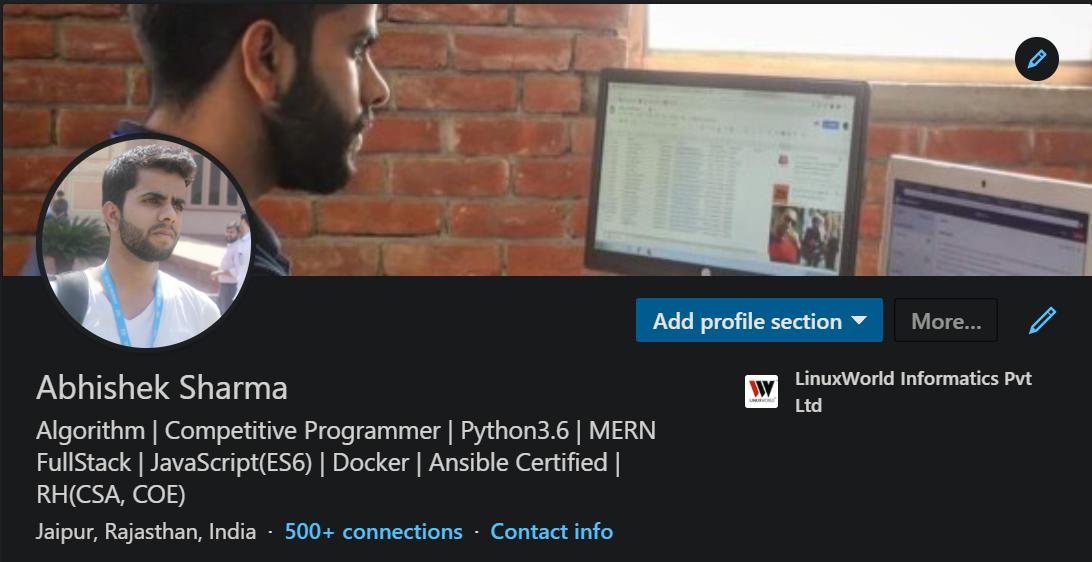 Add profile section
More...
Abhishek Sharma
LinuxWorld Informatics Pvt
Ltd
Algorithm | Competitive Programmer | Python3.6 | MERN
FullStack | JavaScript(ES6) | Docker | Ansible Certified |
RH(CSA, COE)
Jaipur, Rajasthan, India · 500+ connections · Contact info